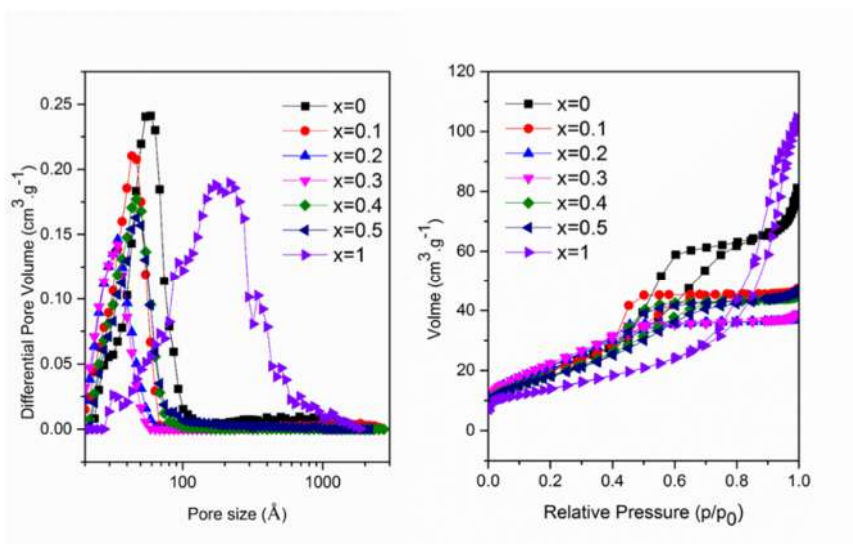 0.25
0.20
0.15
0.10
0.05
0.00
Differential Pore Volume (cm³.g⁻¹)
x=0
x=0.1
x=0.2
x=0.3
x=0.4
x=0.5
x=1
100
1000
Pore size (Å)
120
100
80
60
40
20
0
Volme (cm³.g⁻¹)
x=0
x=0.1
x=0.2
x=0.3
x=0.4
x=0.5
x=1
0.0
0.2
0.4
0.6
0.8
1.0
Relative Pressure (p/p₀)